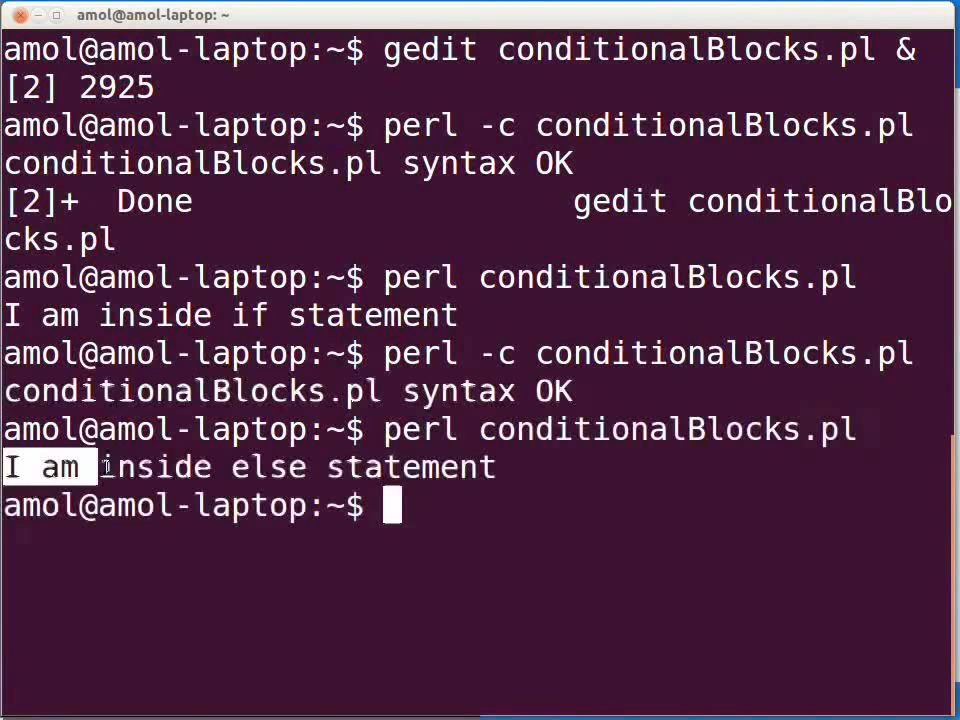 amol@amol-laptop: ~
amol@amol-laptop:~$ gedit conditionalBlocks.pl &
[2] 2925
amol@amol-laptop:~$ perl -c conditionalBlocks.pl
conditionalBlocks.pl syntax OK
[2]+  Done                    gedit conditionalBlo
cks.pl
amol@amol-laptop:~$ perl conditionalBlocks.pl
I am inside if statement
amol@amol-laptop:~$ perl -c conditionalBlocks.pl
conditionalBlocks.pl syntax OK
amol@amol-laptop:~$ perl conditionalBlocks.pl
I am inside else statement
amol@amol-laptop:~$